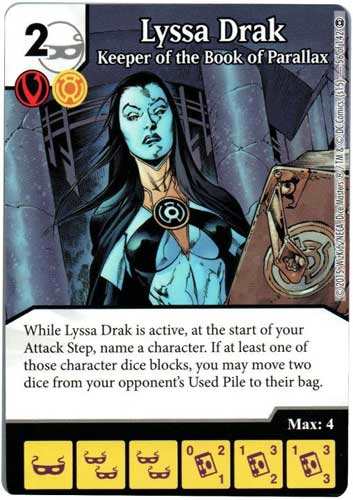 2
Lyssa Drak
Keeper of the Book of Parallax
While Lyssa Drak is active, at the start of your
Attack Step, name a character. If at least one of
those character dice blocks, you may move two
dice from your opponent's Used Pile to their bag.
Max: 4
0 2 1
1 3 2
1 3 3